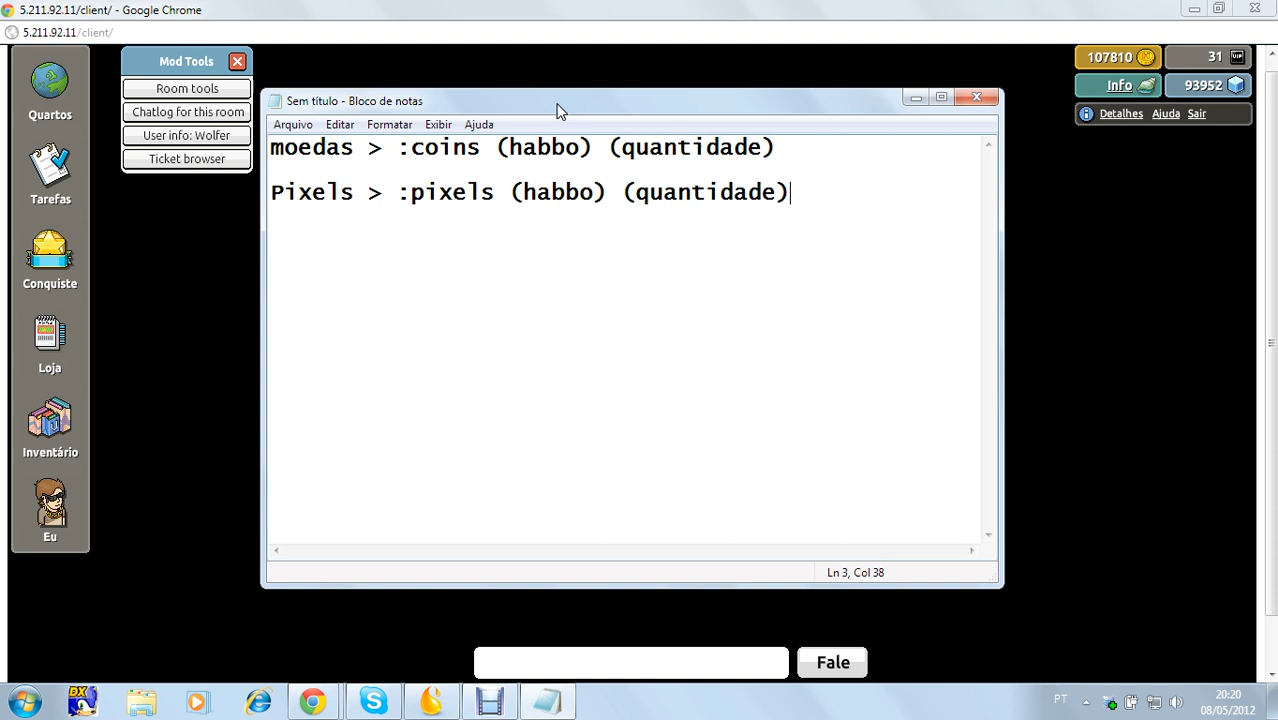 5.211.92.11/client/ - Google Chrome
5.211.92.11/client/
Quartos
Tarefas
Conquiste
Loja
Inventário
Eu
Mod Tools
Room tools
Chatlog for this room
User info: Wolfer
Ticket browser
107810
31
VIP
Info
93952
Detalhes
Ajuda
Sair
Sem título - Bloco de notas
Arquivo Editar Formatar Exibir Ajuda
moedas > :coins (habbo) (quantidade)
Pixels > :pixels (habbo) (quantidade)
Ln 3, Col 38
Fale
DX
PT
20:20
08/05/2012